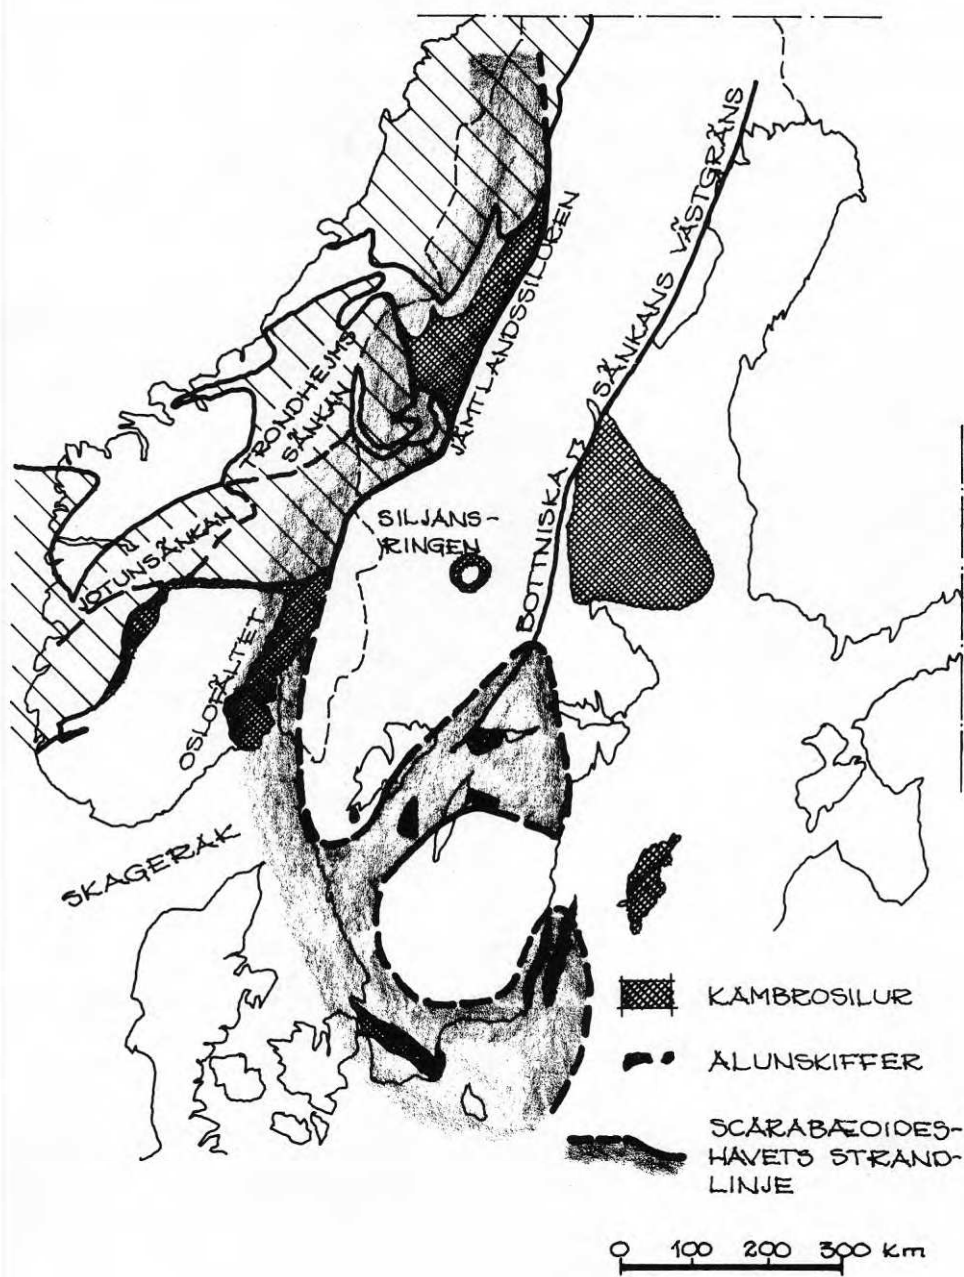 JÄMTLANDSSILUREN
BOTTNISKA SÄNKANS VÄSTGRÄNS
TRONDHEJMS
SÄNKAN
JOTUNSÄNKAN
SILJANS-
RINGEN
OSLOFÄLTET
SKAGERAK
KAMBROSILUR
ALUNSKIFFER
SCARABÆOIDES-
HAVETS STRAND-
LINJE
0 100 200 300 Km